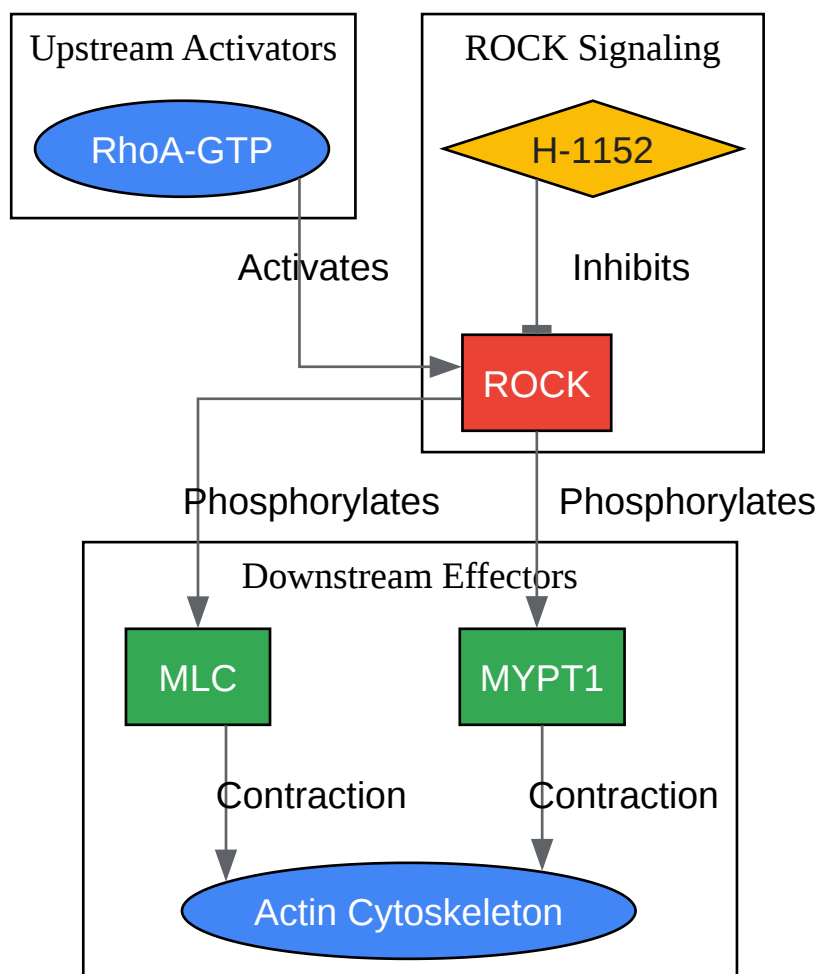 Upstream Activators
ROCK Signaling
RhoA-GTP
H-1152
Activates
Inhibits
ROCK
Phosphorylates
Phosphorylates
Downstream Effectors
MLC
MYPT1
Contraction
Contraction
Actin Cytoskeleton